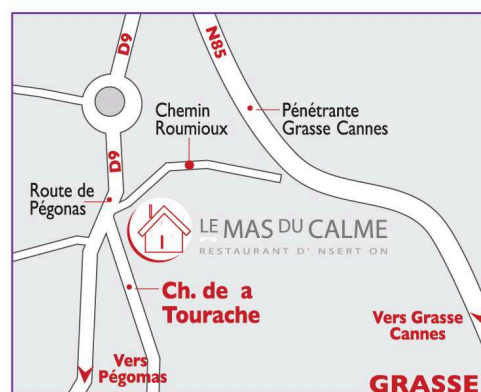 D9
N85
Chemin
Roumioux
Pénétrante
Grasse Cannes
D9
Route de
Pégonas
LE MAS DU CALME
RESTAURANT D' NSERT ON
Ch. de a
Tourache
Vers Grasse
Cannes
Vers
Pégomas
GRASSE